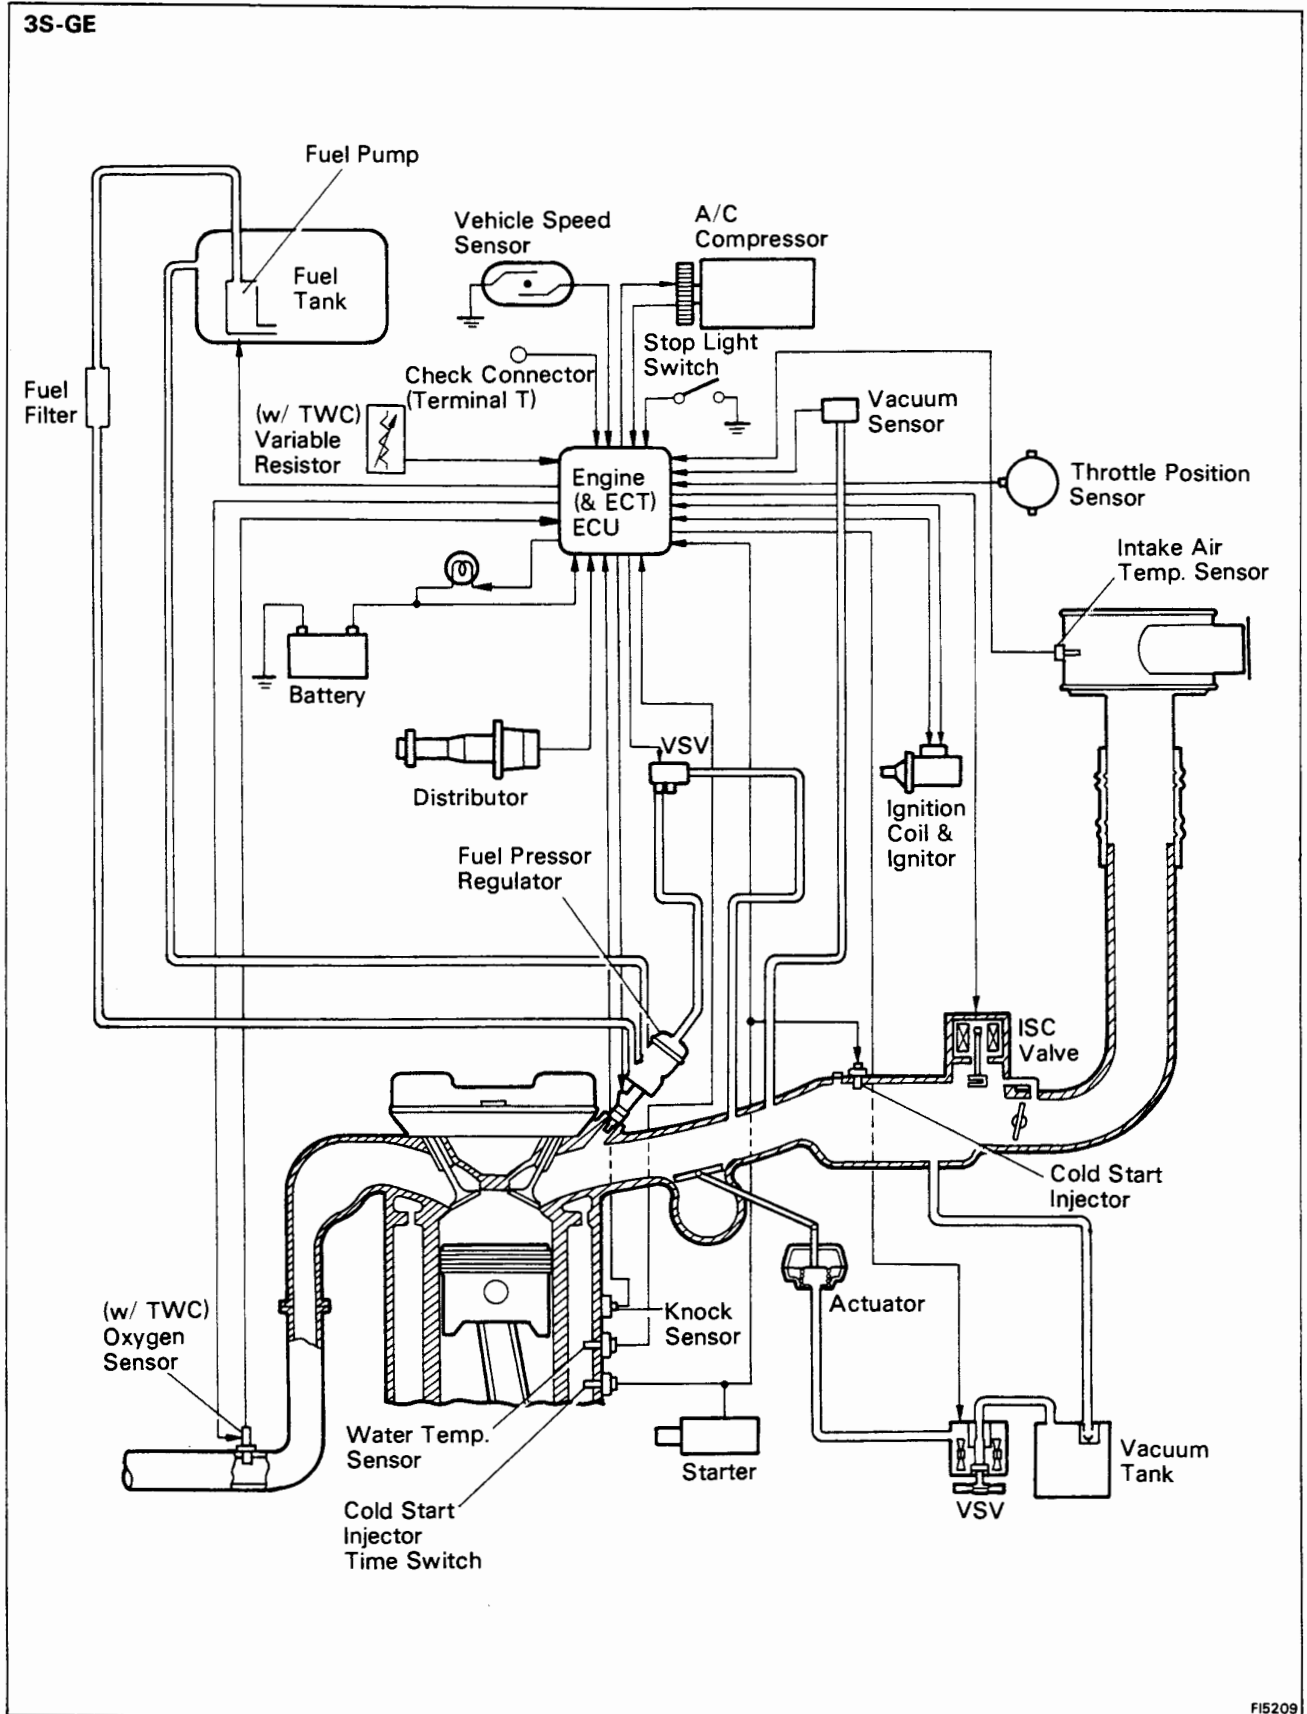 3S-GE
Fuel Pump
Vehicle Speed
Sensor
A/C
Compressor
Fuel
Tank
Stop Light
Switch
Check Connector
(Terminal T)
Fuel
Filter
(w/ TWC)
Variable
Resistor
Vacuum
Sensor
Engine
(& ECT)
ECU
Throttle Position
Sensor
Intake Air
Temp. Sensor
Battery
VSV
Distributor
Ignition
Coil &
Ignitor
Fuel Pressor
Regulator
ISC
Valve
Cold Start
Injector
Actuator
(w/ TWC)
Oxygen
Sensor
Knock
Sensor
Water Temp.
Sensor
Starter
Vacuum
Tank
VSV
Cold Start
Injector
Time Switch
FI5209